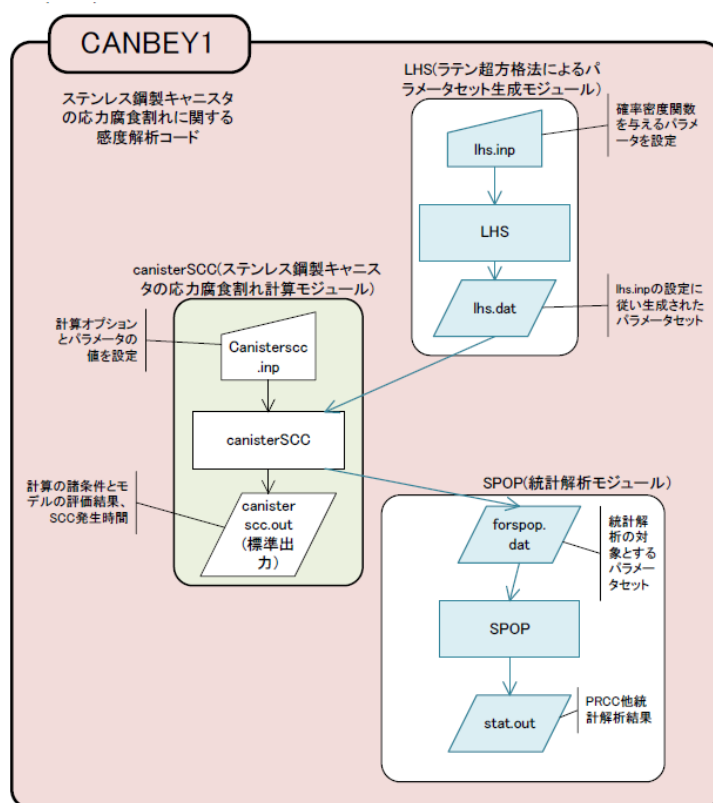 CANBEY1
ステンレス鋼製キャニスタ
の応力腐食割れに関する
感度解析コード
LHS(ラテン超方格法によるパ
ラメータセット生成モジュール)
確率密度関数
を与えるパラメ
ータを設定
lhs.inp
LHS
lhs.dat
lhs.inpの設定に
従い生成された
パラメータセット
canisterSCC(ステンレス鋼製キャニス
タの応力腐食割れ計算モジュール)
計算オプション
とパラメータの
値を設定
Canisterscc
.inp
canisterSCC
計算の諸条件とモ
デルの評価結果、
SCC発生時間
canister
scc.out
(標準出
力)
SPOP(統計解析モジュール)
forspop.
dat
統計解
析の対
象とする
パラメー
タセット
SPOP
stat.out
PRCC他統
計解析結果